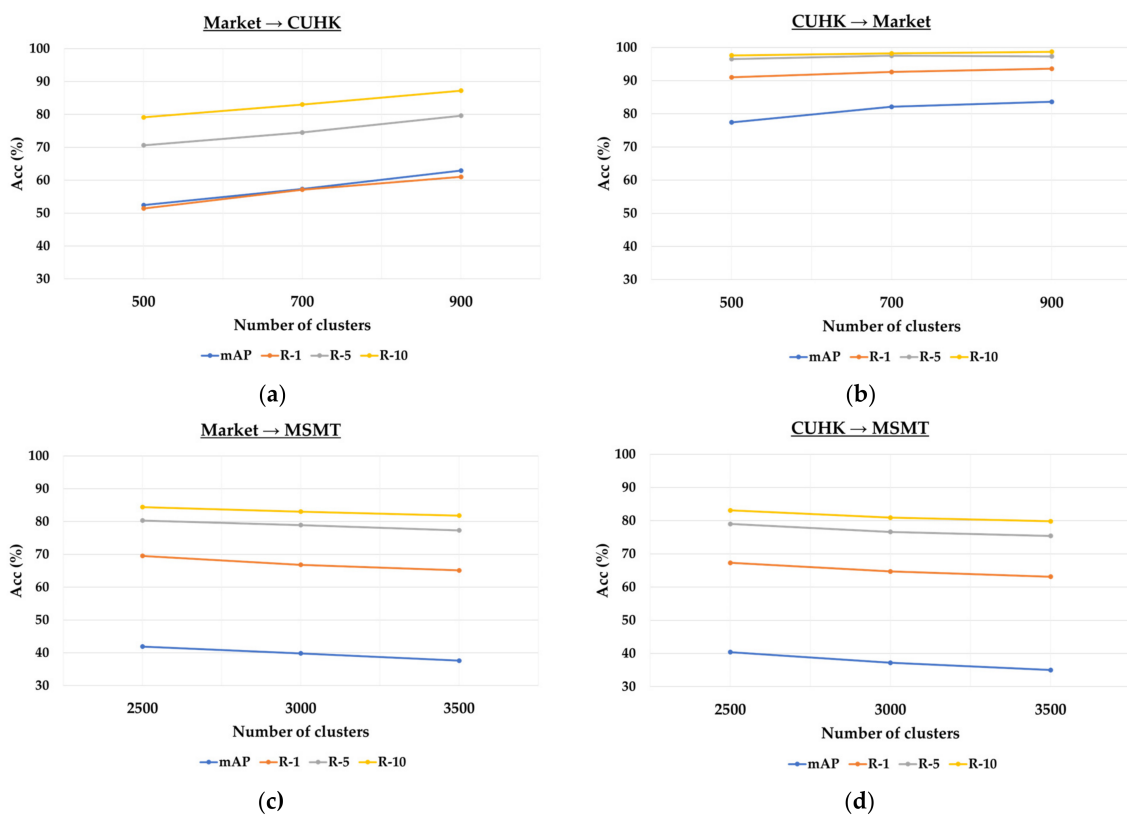 Market → CUHK
100
90
80
70
60
50
40
30
Acc (%)
500 700 900
Number of clusters
mAP R-1 R-5 R-10
(a)
CUHK → Market
100
90
80
70
60
50
40
30
Acc (%)
500 700 900
Number of clusters
mAP R-1 R-5 R-10
(b)
Market → MSMT
100
90
80
70
60
50
40
30
Acc (%)
2500 3000 3500
Number of clusters
mAP R-1 R-5 R-10
(c)
CUHK → MSMT
100
90
80
70
60
50
40
30
Acc (%)
2500 3000 3500
Number of clusters
mAP R-1 R-5 R-10
(d)